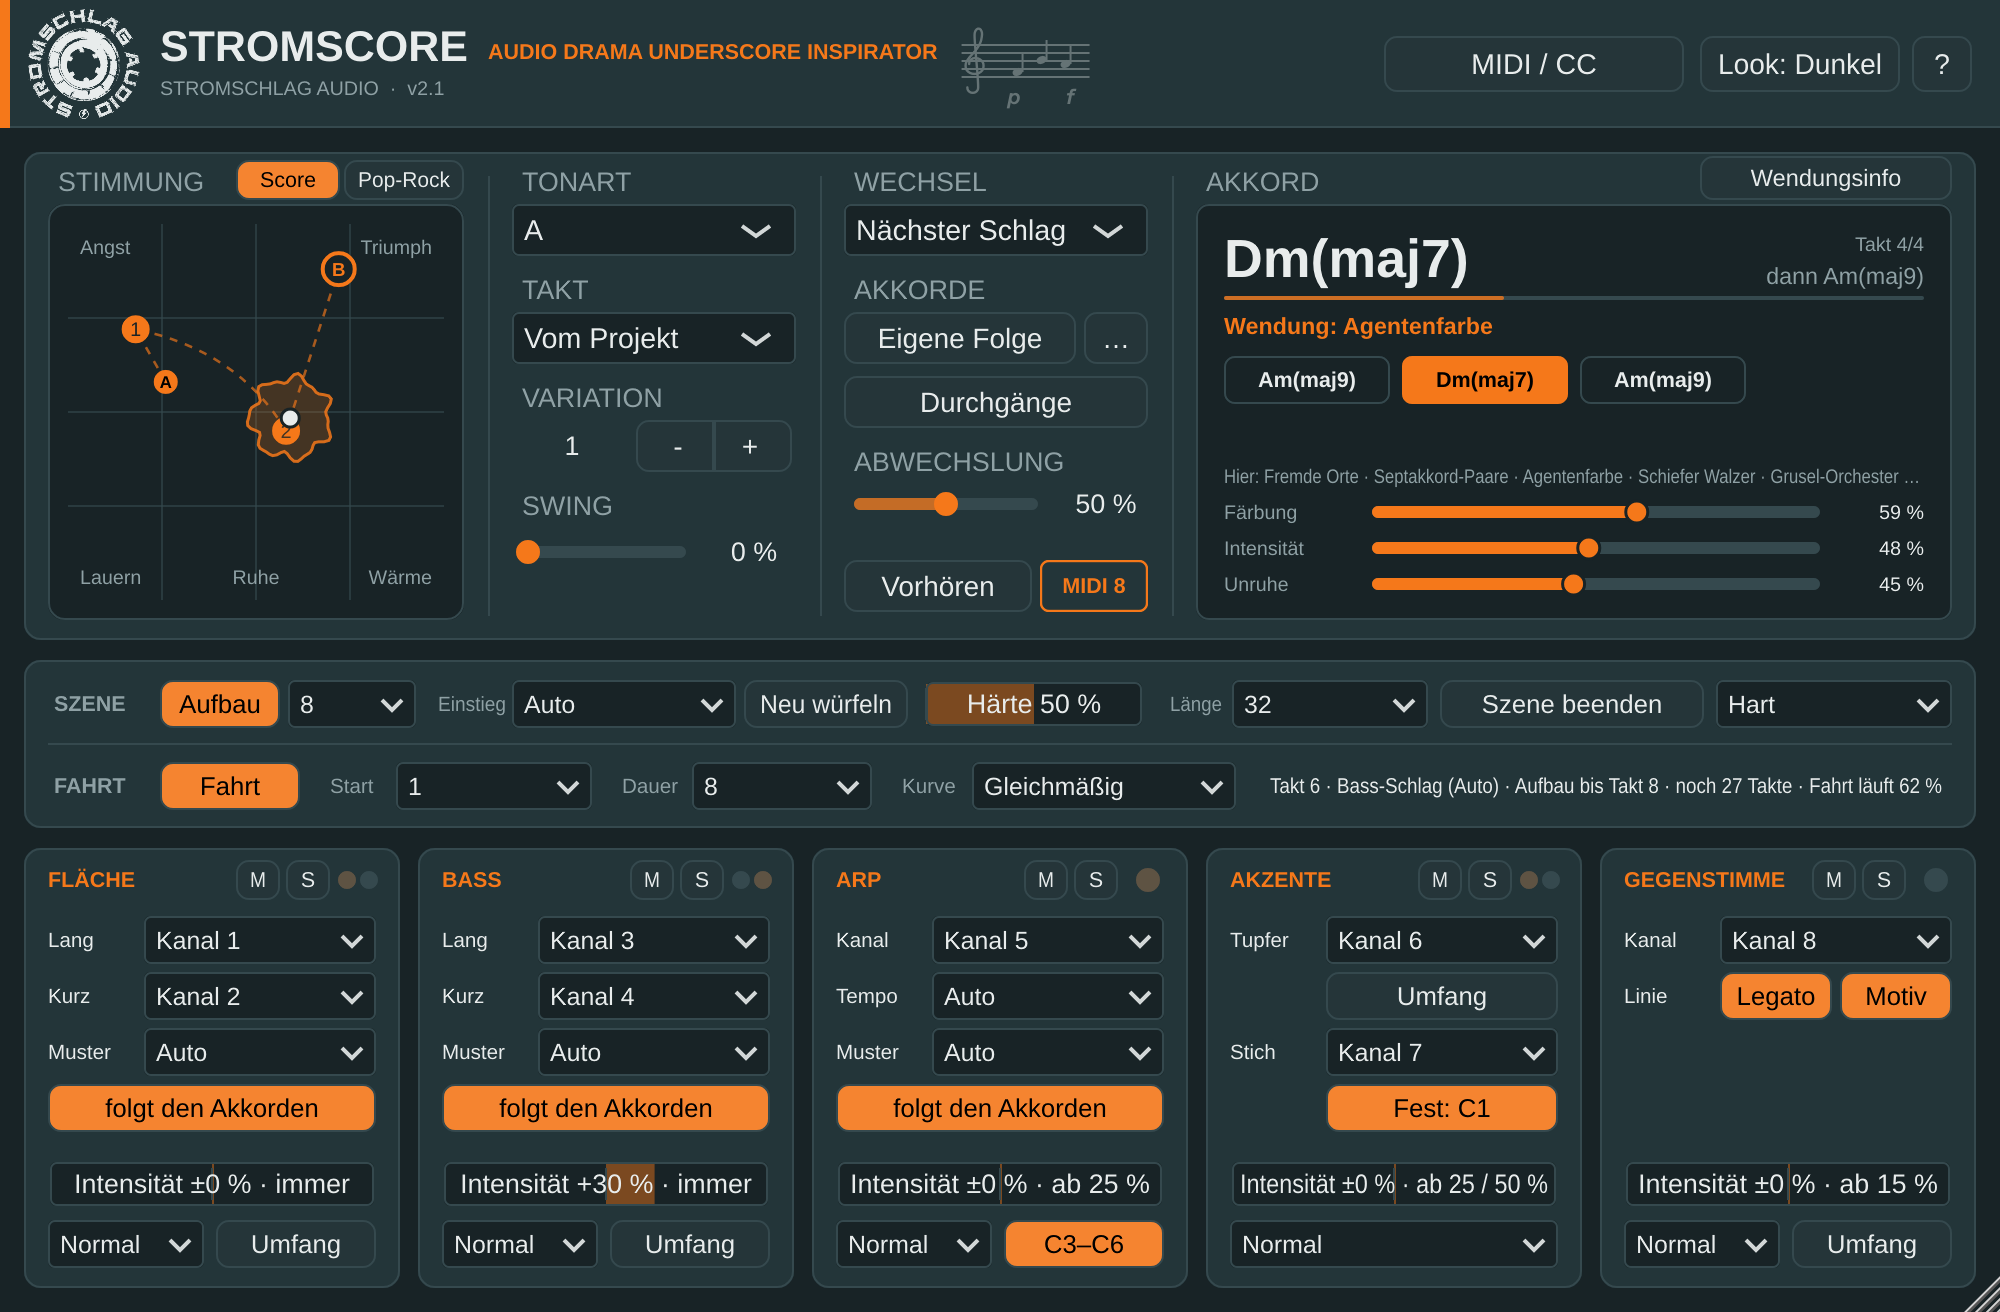 STROMSCHLAG AUDIO
STROMSCORE AUDIO DRAMA UNDERSCORE INSPIRATOR
STROMSCHLAG AUDIO · v2.1
p f
MIDI / CC Look: Dunkel ?
STIMMUNG Score Pop-Rock
Angst Triumph
B
1
A
2
Lauern Ruhe Wärme
TONART
A
TAKT
Vom Projekt
VARIATION
1 - +
SWING
0 %
WECHSEL
Nächster Schlag
AKKORDE
Eigene Folge ...
Durchgänge
ABWECHSLUNG
50 %
Vorhören MIDI 8
AKKORD Wendungsinfo
Dm(maj7) Takt 4/4
dann Am(maj9)
Wendung: Agentenfarbe
Am(maj9) Dm(maj7) Am(maj9)
Hier: Fremde Orte · Septakkord-Paare · Agentenfarbe · Schiefer Walzer · Grusel-Orchester ...
Färbung 59 %
Intensität 48 %
Unruhe 45 %
SZENE Aufbau 8 Einstieg Auto Neu würfeln Härte 50 % Länge 32 Szene beenden Hart
FAHRT Fahrt Start 1 Dauer 8 Kurve Gleichmäßig Takt 6 · Bass-Schlag (Auto) · Aufbau bis Takt 8 · noch 27 Takte · Fahrt läuft 62 %
FLÄCHE M S
Lang Kanal 1
Kurz Kanal 2
Muster Auto
folgt den Akkorden
Intensität ±0 % · immer
Normal Umfang
BASS M S
Lang Kanal 3
Kurz Kanal 4
Muster Auto
folgt den Akkorden
Intensität +30 % · immer
Normal Umfang
ARP M S
Kanal Kanal 5
Tempo Auto
Muster Auto
folgt den Akkorden
Intensität ±0 % · ab 25 %
Normal C3–C6
AKZENTE M S
Tupfer Kanal 6
Umfang
Stich Kanal 7
Fest: C1
Intensität ±0 % · ab 25 / 50 %
Normal
GEGENSTIMME M S
Kanal Kanal 8
Linie Legato Motiv
Intensität ±0 % · ab 15 %
Normal Umfang